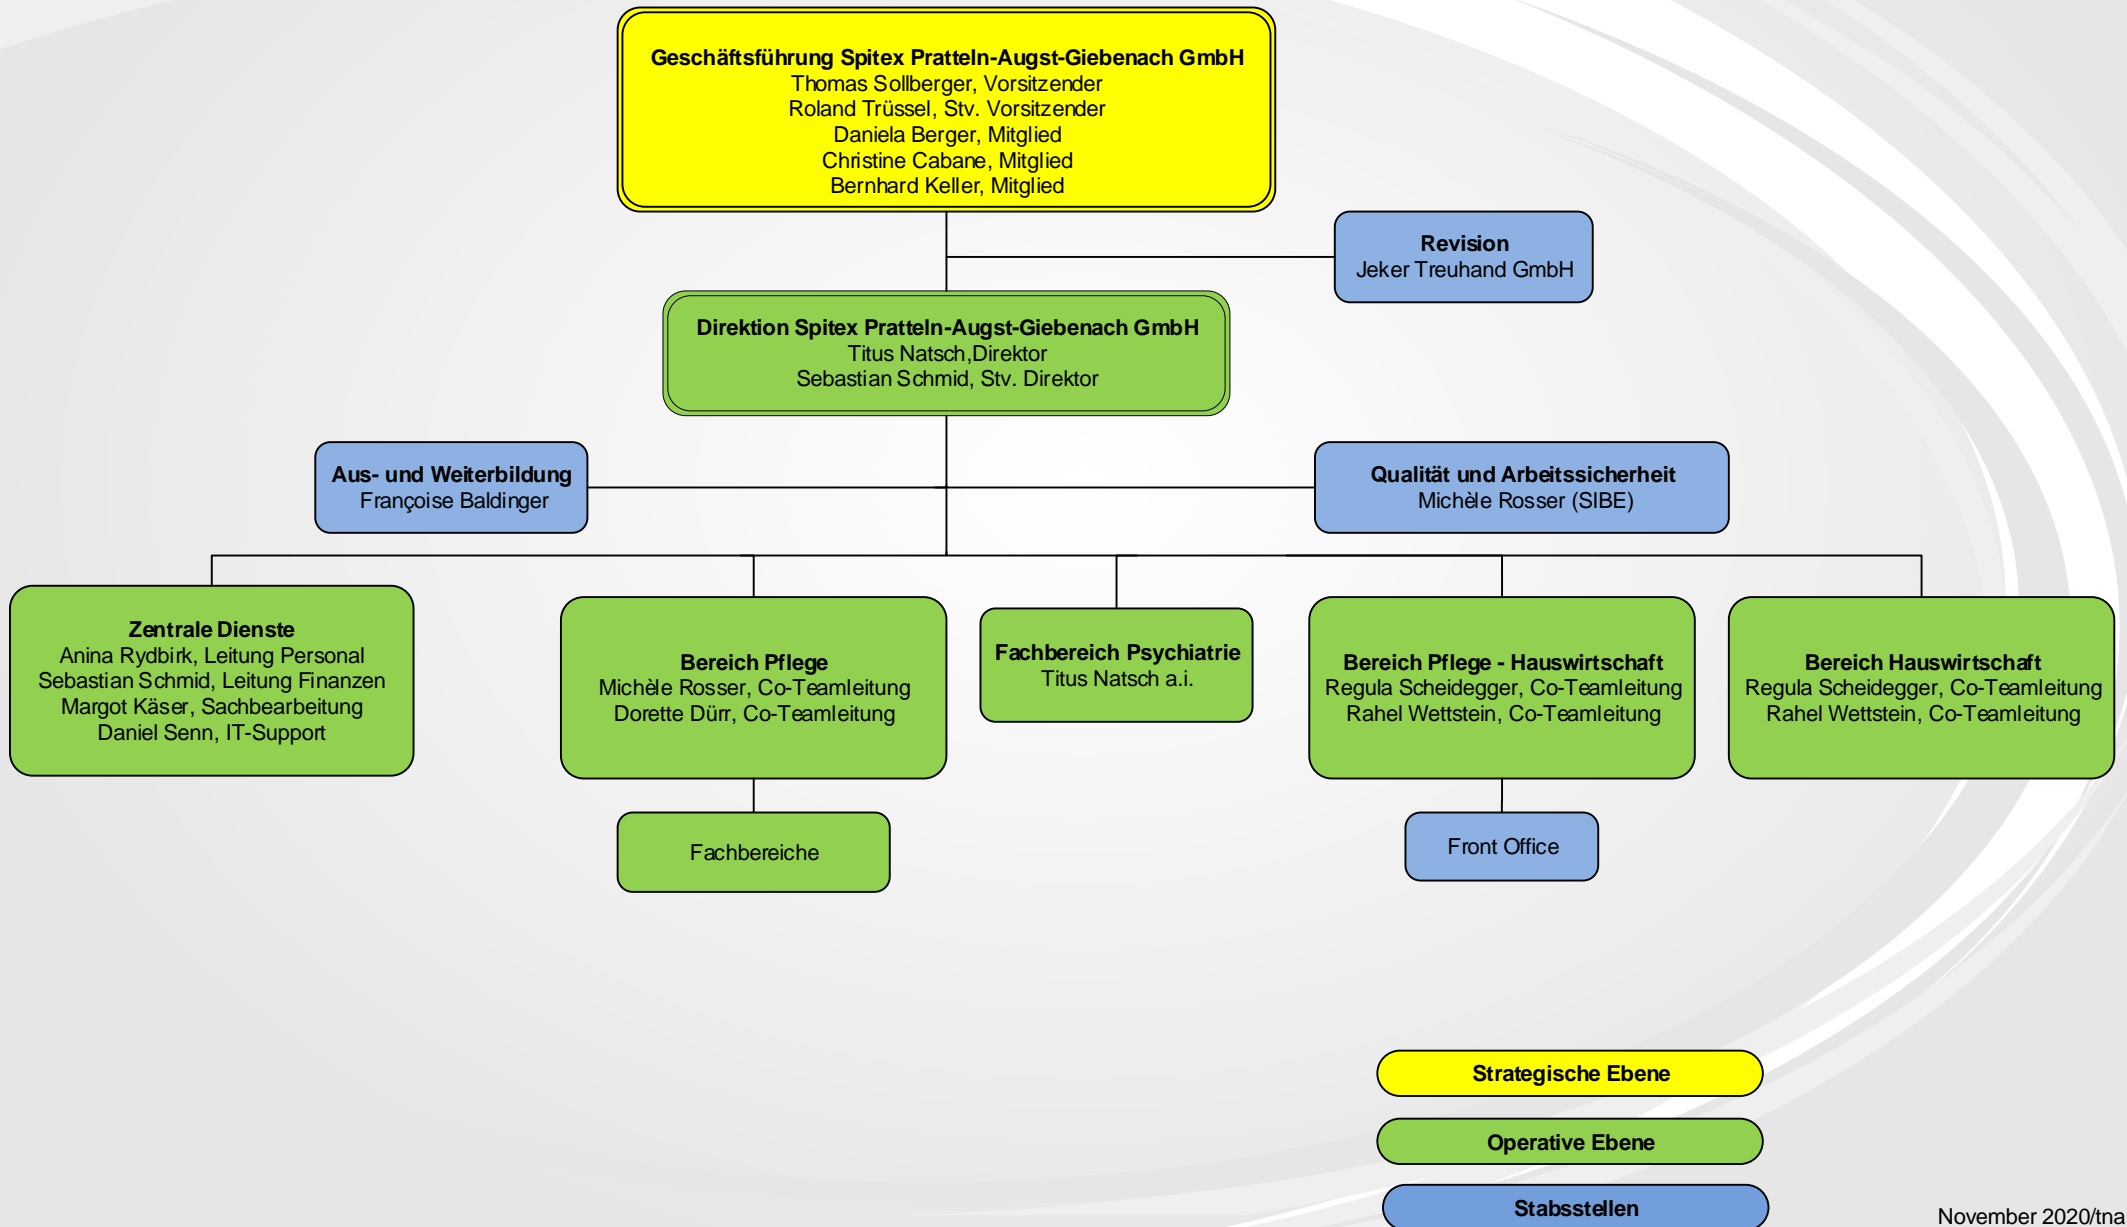 Geschäftsführung Spitex Pratteln-Augst-Giebenach GmbH
Thomas Sollberger, Vorsitzender
Roland Trüssel, Stv. Vorsitzender
Daniela Berger, Mitglied
Christine Cabane, Mitglied
Bernhard Keller, Mitglied
Revision
Jeker Treuhand GmbH
Direktion Spitex Pratteln-Augst-Giebenach GmbH
Titus Natsch,Direktor
Sebastian Schmid, Stv. Direktor
Aus- und Weiterbildung
Françoise Baldinger
Qualität und Arbeitssicherheit
Michèle Rosser (SIBE)
Zentrale Dienste
Anina Rydbirk, Leitung Personal
Sebastian Schmid, Leitung Finanzen
Margot Käser, Sachbearbeitung
Daniel Senn, IT-Support
Bereich Pflege
Michèle Rosser, Co-Teamleitung
Dorette Dürr, Co-Teamleitung
Fachbereich Psychiatrie
Titus Natsch a.i.
Bereich Pflege - Hauswirtschaft
Regula Scheidegger, Co-Teamleitung
Rahel Wettstein, Co-Teamleitung
Bereich Hauswirtschaft
Regula Scheidegger, Co-Teamleitung
Rahel Wettstein, Co-Teamleitung
Fachbereiche
Front Office
Strategische Ebene
Operative Ebene
Stabsstellen
November 2020/tna